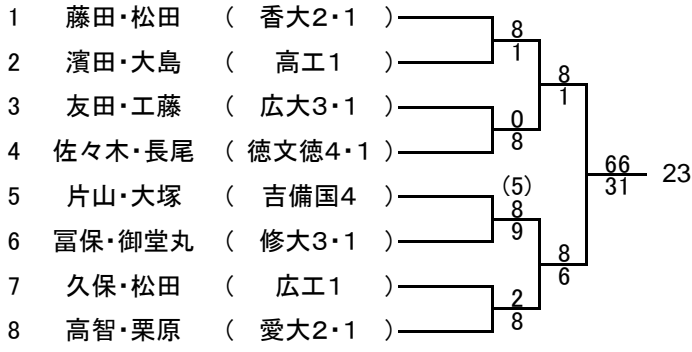 1 藤田・松田 ( 香大2・1 )
2 濱田・大島 ( 高工1 )
3 友田・工藤 ( 広大3・1 )
4 佐々木・長尾 ( 徳文徳4・1 )
5 片山・大塚 ( 吉備国4 )
6 冨保・御堂丸 ( 修大3・1 )
7 久保・松田 ( 広工1 )
8 高智・栗原 ( 愛大2・1 )
8
1
0
8
(5)
8
9
2
8
8
1
8
6
66
31
23